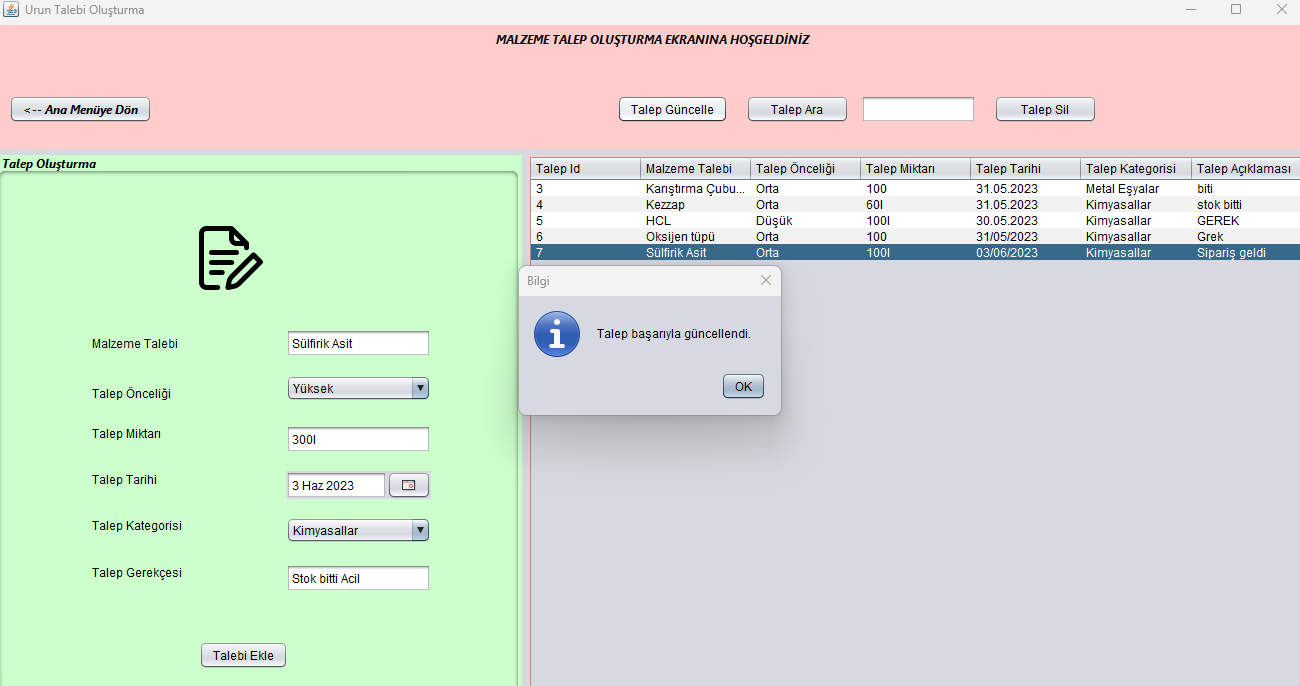 Urun Talebi Oluşturma
MALZEME TALEP OLUŞTURMA EKRANINA HOŞGELDİNİZ
<-- Ana Menüye Dön
Talep Güncelle
Talep Ara
Talep Sil
Talep Oluşturma
Malzeme Talebi
Sülfirik Asit
Talep Önceliği
Yüksek
Talep Miktarı
300l
Talep Tarihi
3 Haz 2023
Talep Kategorisi
Kimyasallar
Talep Gerekçesi
Stok bitti Acil
Talebi Ekle
Talep Id Malzeme Talebi Talep Önceliği Talep Miktarı Talep Tarihi Talep Kategorisi Talep Açıklaması
3 Karıştırma Çubu... Orta 100 31.05.2023 Metal Eşyalar biti
4 Kezzap Orta 60l 31.05.2023 Kimyasallar stok bitti
5 HCL Düşük 100l 30.05.2023 Kimyasallar GEREK
6 Oksijen tüpü Orta 100 31/05/2023 Kimyasallar Grek
7 Sülfirik Asit Orta 100l 03/06/2023 Kimyasallar Sipariş geldi
Bilgi
Talep başarıyla güncellendi.
OK